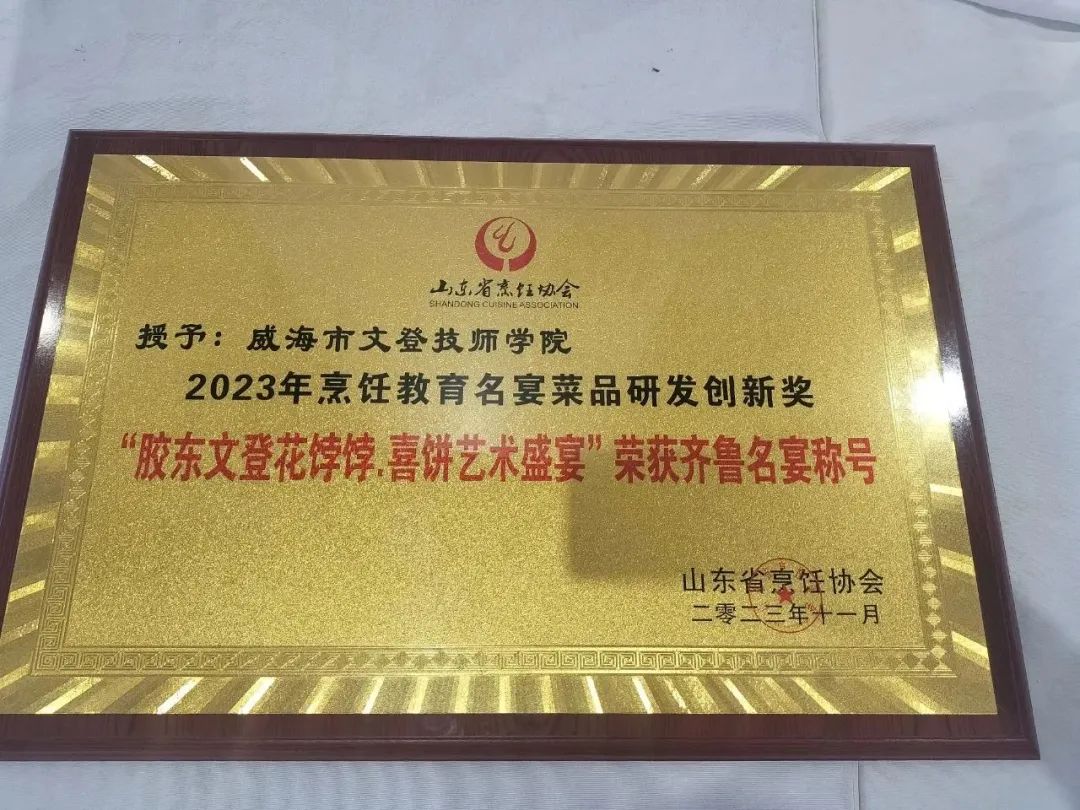 山东省烹饪协会
SHANDONG CUISINE ASSOCIATION
授予：威海市文登技师学院
2023年烹饪教育名宴菜品研发创新奖
“胶东文登花饽饽.喜饼艺术盛宴”荣获齐鲁名宴称号
山东省烹饪协会
二零二三年十一月